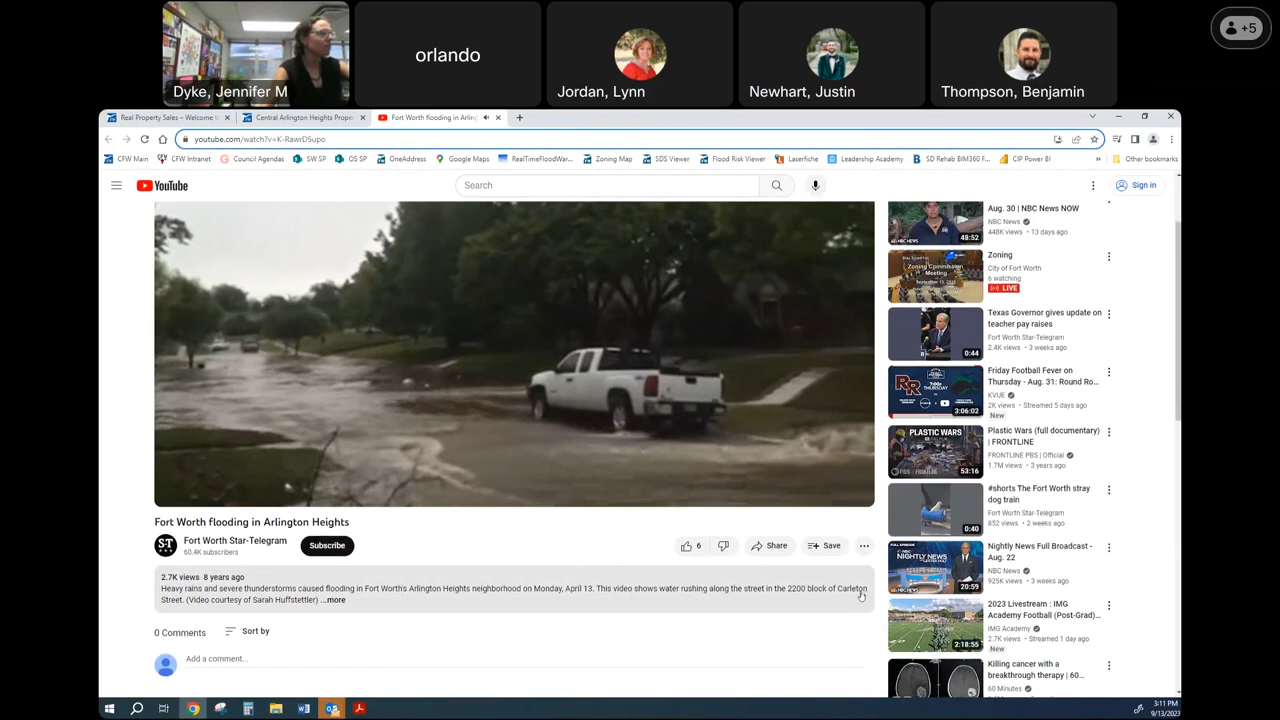 +5
Dyke, Jennifer M
orlando
Jordan, Lynn
Newhart, Justin
Thompson, Benjamin
Real Property Sales – Welcome to
Central Arlington Heights Prope
Fort Worth flooding in Arlin
youtube.com/watch?v=K-RawrD5upo
CFW Main
CFW Intranet
Council Agendas
SW SP
OS SP
OneAddress
Google Maps
RealTimeFloodWar...
Zoning Map
SDS Viewer
Flood Risk Viewer
Laserfiche
Leadership Academy
SD Rehab BIM360 F...
CIP Power BI
»
Other bookmarks
YouTube
Search
Sign in
Aug. 30 | NBC News NOW
NBC News
448K views • 13 days ago
48:52
Zoning Commission
Meeting
Zoning
City of Fort Worth
6 watching
LIVE
Texas Governor gives update on
teacher pay raises
Fort Worth Star-Telegram
2.4K views • 3 weeks ago
0:44
Friday Football Fever on
Thursday - Aug. 31: Round Ro...
KVUE
2K views • Streamed 5 days ago
New
THURSDAY
3:06:02
Plastic Wars (full documentary)
| FRONTLINE
FRONTLINE PBS | Official
1.7M views • 3 years ago
PLASTIC WARS
53:16
#shorts The Fort Worth stray
dog train
Fort Worth Star-Telegram
852 views • 2 weeks ago
0:40
Nightly News Full Broadcast -
Aug. 22
NBC News
925K views • 3 weeks ago
20:59
2023 Livestream : IMG
Academy Football (Post-Grad)...
IMG Academy
2.7K views • Streamed 1 day ago
New
2:18:55
Killing cancer with a
breakthrough therapy | 60...
60 Minutes
Fort Worth flooding in Arlington Heights
S·T
Fort Worth Star-Telegram
60.4K subscribers
Subscribe
6
Share
Save
2.7K views 8 years ago
Heavy rains and severe thunderstorms caused flooding in Fort Worth's Arlington Heights neighborhood on Monday, April 13. This video shows water rushing along the street in the 2200 block of Carleton
Street. (Video courtesy of Sarah Huffstettler) ...more
0 Comments
Sort by
Add a comment...
3:11 PM
9/13/2023